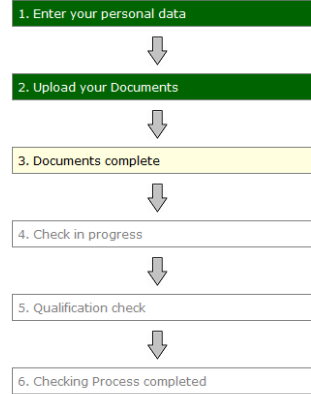 1. Enter your personal data
2. Upload your Documents
3. Documents complete
4. Check in progress
5. Qualification check
6. Checking Process completed